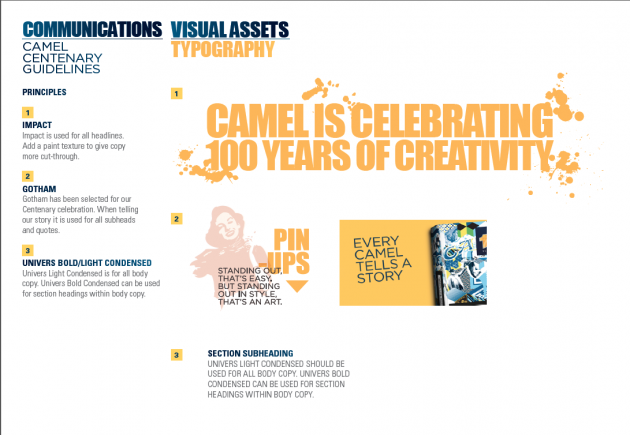 COMMUNICATIONS
CAMEL
CENTENARY
GUIDELINES
PRINCIPLES
1
IMPACT
Impact is used for all headlines.
Add a paint texture to give copy
more cut-through.
2
GOTHAM
Gotham has been selected for our
Centenary celebration. When telling
our story it is used for all subheads
and quotes.
3
UNIVERS BOLD/LIGHT CONDENSED
Univers Light Condensed is for all body
copy. Univers Bold Condensed can be used
for section headings within body copy.
VISUAL ASSETS
TYPOGRAPHY
1
CAMEL IS CELEBRATING
100 YEARS OF CREATIVITY
2
PIN
-UPS
STANDING OUT,
THAT'S EASY,
BUT STANDING
OUT IN STYLE,
THAT'S AN ART.
EVERY
CAMEL
TELLS A
STORY
3
SECTION SUBHEADING
UNIVERS LIGHT CONDENSED SHOULD BE
USED FOR ALL BODY COPY. UNIVERS BOLD
CONDENSED CAN BE USED FOR SECTION
HEADINGS WITHIN BODY COPY.